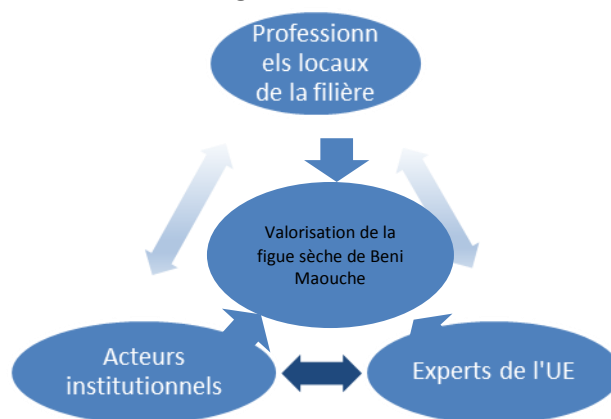 Professionn
els locaux
de la filière
Valorisation de la
figue sèche de Beni
Maouche
Acteurs
institutionnels
Experts de l'UE